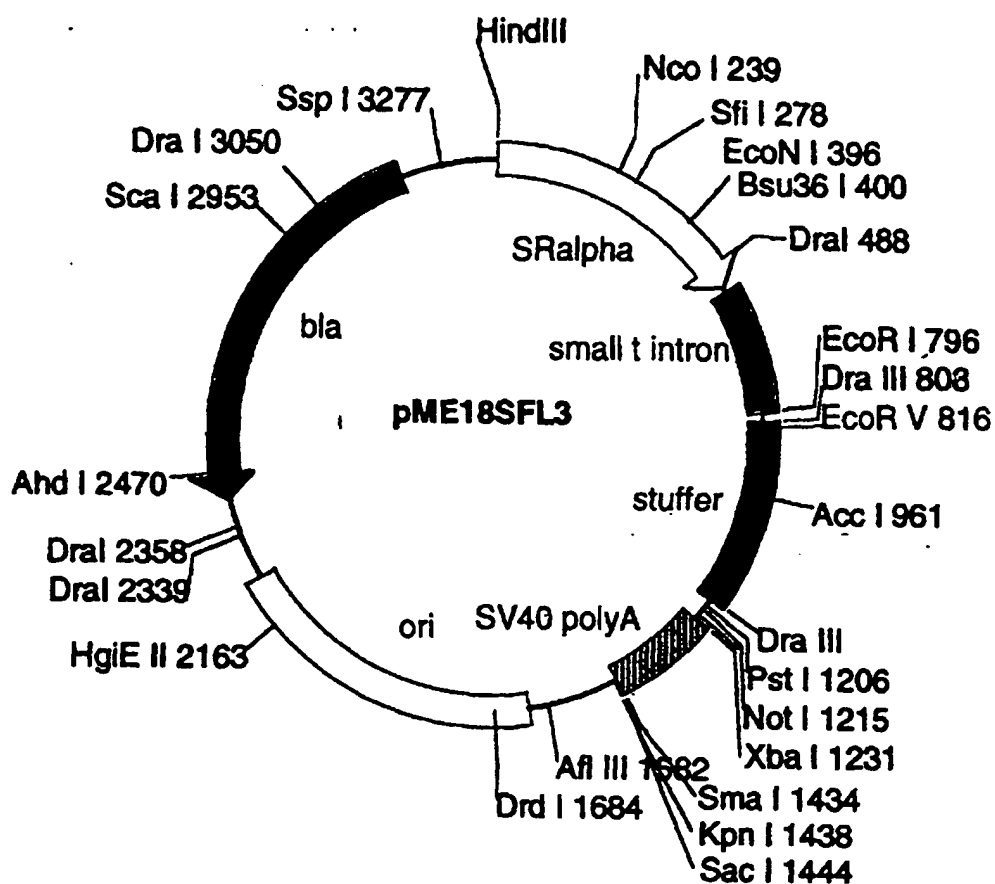 HindIII
Nco I 239
Ssp I 3277
Sfi I 278
Dra I 3050
EcoN I 396
Bsu36 I 400
Sca I 2953
DraI 488
SRalpha
bla
small t intron
EcoR I 796
Dra III 808
pME18SFL3
EcoR V 816
Ahd I 2470
stuffer
Acc I 961
DraI 2358
DraI 2339
ori
SV40 polyA
HgiE II 2163
Dra III
Pst I 1206
Not I 1215
Xba I 1231
Afl III 1682
Drd I 1684
Sma I 1434
Kpn I 1438
Sac I 1444